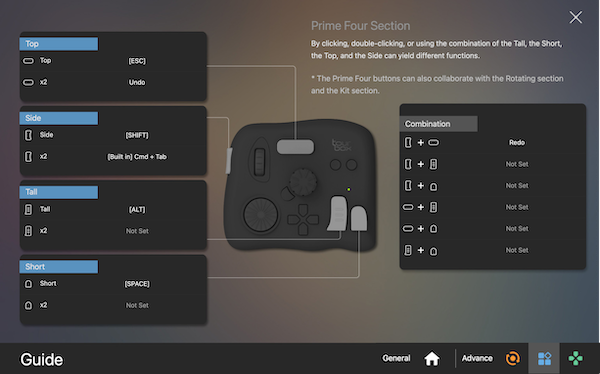 Prime Four Section
By clicking, double-clicking, or using the combination of the Tall, the Short,
the Top, and the Side can yield different functions.
* The Prime Four buttons can also collaborate with the Rotating section
and the Kit section.
Top
Top [ESC]
x2 Undo
Side
Side [SHIFT]
x2 [Built in] Cmd + Tab
Tall
Tall [ALT]
x2 Not Set
Short
Short [SPACE]
x2 Not Set
tour
box
Combination
+ Redo
+ Not Set
+ Not Set
+ Not Set
+ Not Set
+ Not Set
Guide
General
Advance